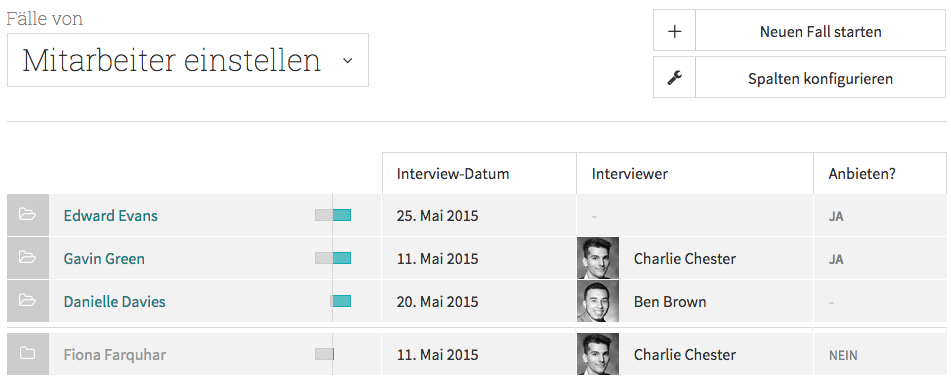 Fälle von
Mitarbeiter einstellen
Neuen Fall starten
Spalten konfigurieren
Interview-Datum Interviewer Anbieten?
Edward Evans 25. Mai 2015 - JA
Gavin Green 11. Mai 2015 Charlie Chester JA
Danielle Davies 20. Mai 2015 Ben Brown -
Fiona Farquhar 11. Mai 2015 Charlie Chester NEIN